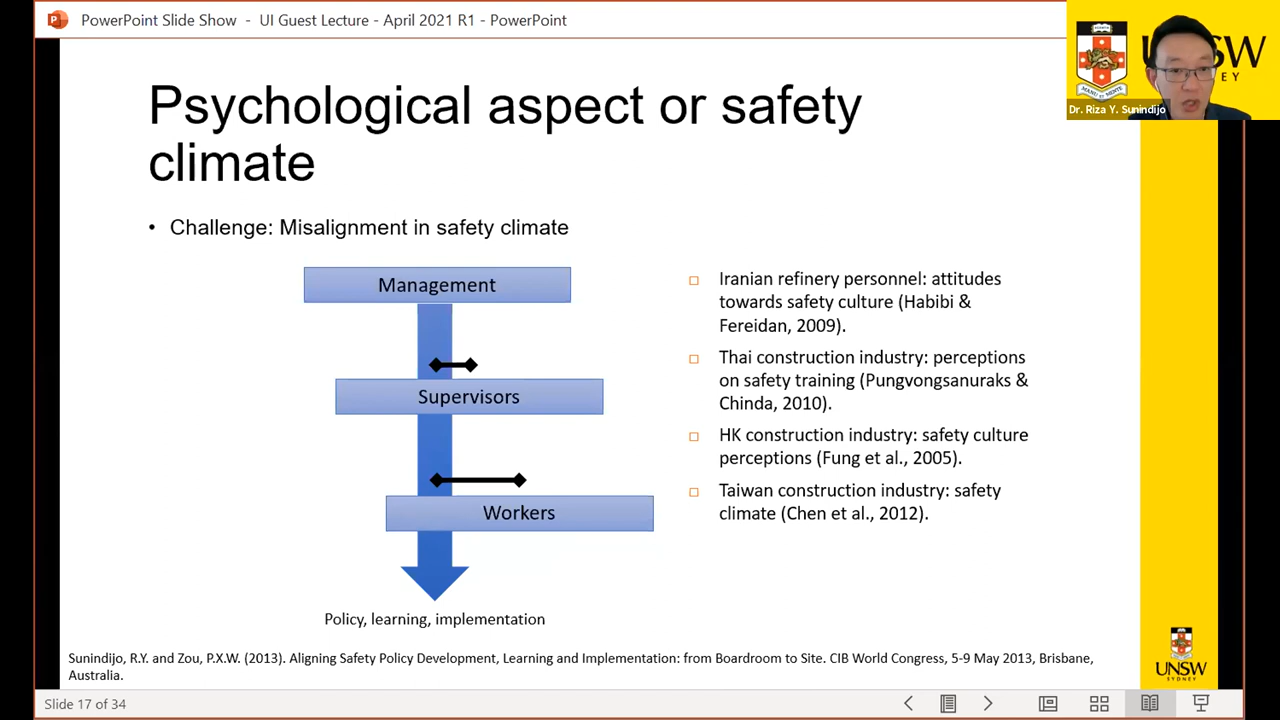 PowerPoint Slide Show - UI Guest Lecture - April 2021 R1 - PowerPoint
UNSW
SYDNEY
Dr. Riza Y. Sunindijo
Psychological aspect or safety
climate
• Challenge: Misalignment in safety climate
Management
Supervisors
Workers
Policy, learning, implementation
Iranian refinery personnel: attitudes
towards safety culture (Habibi &
Fereidan, 2009).
Thai construction industry: perceptions
on safety training (Pungvongsanuraks &
Chinda, 2010).
HK construction industry: safety culture
perceptions (Fung et al., 2005).
Taiwan construction industry: safety
climate (Chen et al., 2012).
Sunindijo, R.Y. and Zou, P.X.W. (2013). Aligning Safety Policy Development, Learning and Implementation: from Boardroom to Site. CIB World Congress, 5-9 May 2013, Brisbane,
Australia.
UNSW
SYDNEY
Slide 17 of 34